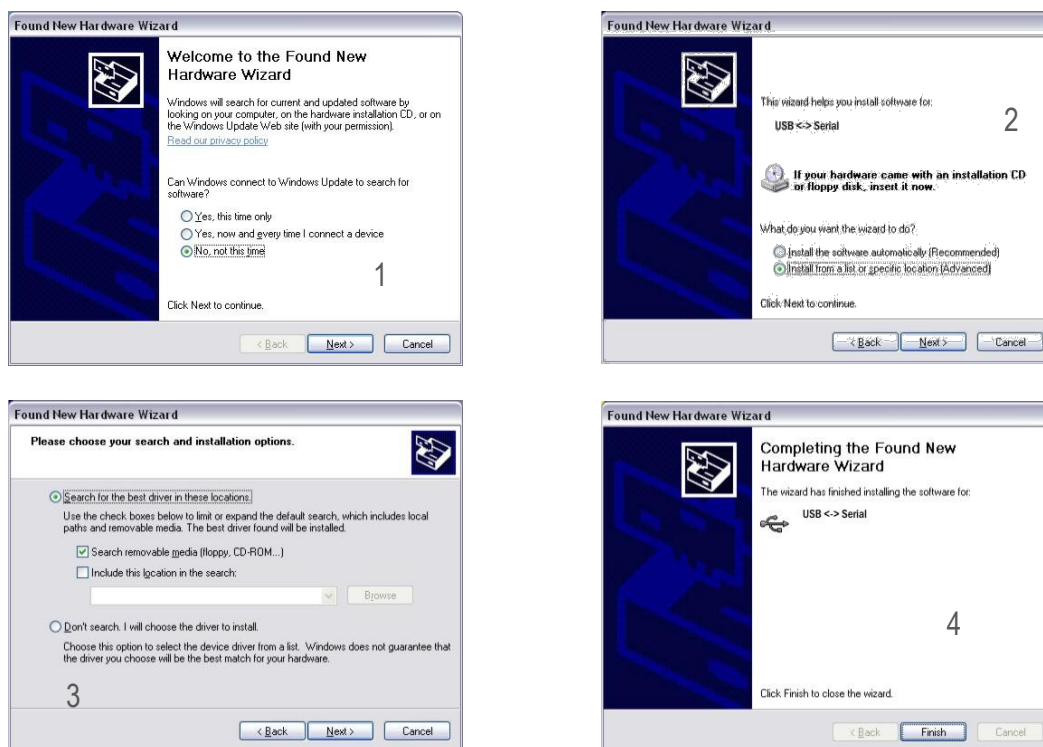 Found New Hardware Wizard
Welcome to the Found New
Hardware Wizard
Windows will search for current and updated software by
looking on your computer, on the hardware installation CD, or on
the Windows Update Web site (with your permission).
Read our privacy policy
Can Windows connect to Windows Update to search for
software?
Yes, this time only
Yes, now and every time I connect a device
No, not this time
1
Click Next to continue.
< Back
Next >
Cancel
Found New Hardware Wizard
This wizard helps you install software for:
USB <-> Serial
2
If your hardware came with an installation CD
or floppy disk, insert it now.
What do you want the wizard to do?
Install the software automatically (Recommended)
Install from a list or specific location (Advanced)
Click Next to continue.
< Back
Next >
Cancel
Found New Hardware Wizard
Please choose your search and installation options.
Search for the best driver in these locations.
Use the check boxes below to limit or expand the default search, which includes local
paths and removable media. The best driver found will be installed.
Search removable media (floppy, CD-ROM...)
Include this location in the search:
Browse
Don't search. I will choose the driver to install.
Choose this option to select the device driver from a list. Windows does not guarantee that
the driver you choose will be the best match for your hardware.
3
< Back
Next >
Cancel
Found New Hardware Wizard
Completing the Found New
Hardware Wizard
The wizard has finished installing the software for:
USB <-> Serial
4
Click Finish to close the wizard.
< Back
Finish
Cancel